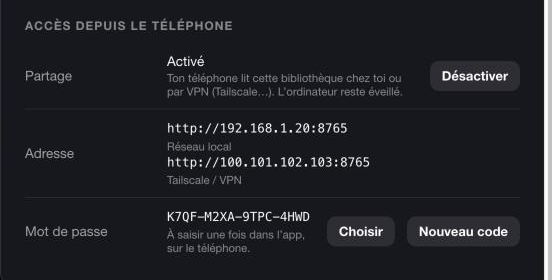 ACCÈS DEPUIS LE TÉLÉPHONE
Partage
Activé
Ton téléphone lit cette bibliothèque chez toi ou
par VPN (Tailscale…). L'ordinateur reste éveillé.
Désactiver
Adresse
http://192.168.1.20:8765
Réseau local
http://100.101.102.103:8765
Tailscale / VPN
Mot de passe
K7QF-M2XA-9TPC-4HWD
À saisir une fois dans l'app,
sur le téléphone.
Choisir
Nouveau code